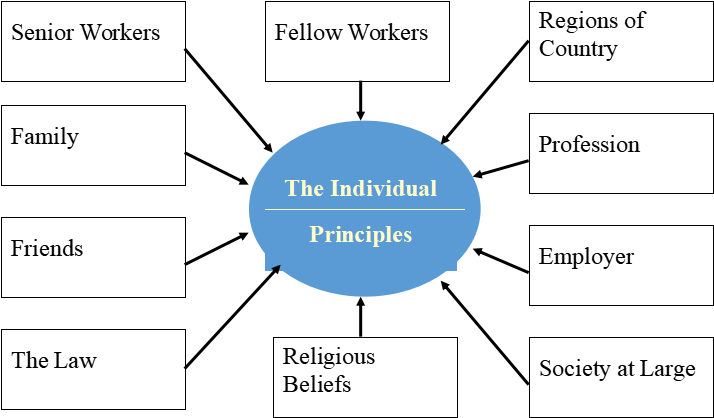 Senior Workers
Fellow Workers
Regions of
Country
Family
Profession
The Individual
Principles
Friends
Employer
The Law
Religious
Beliefs
Society at Large